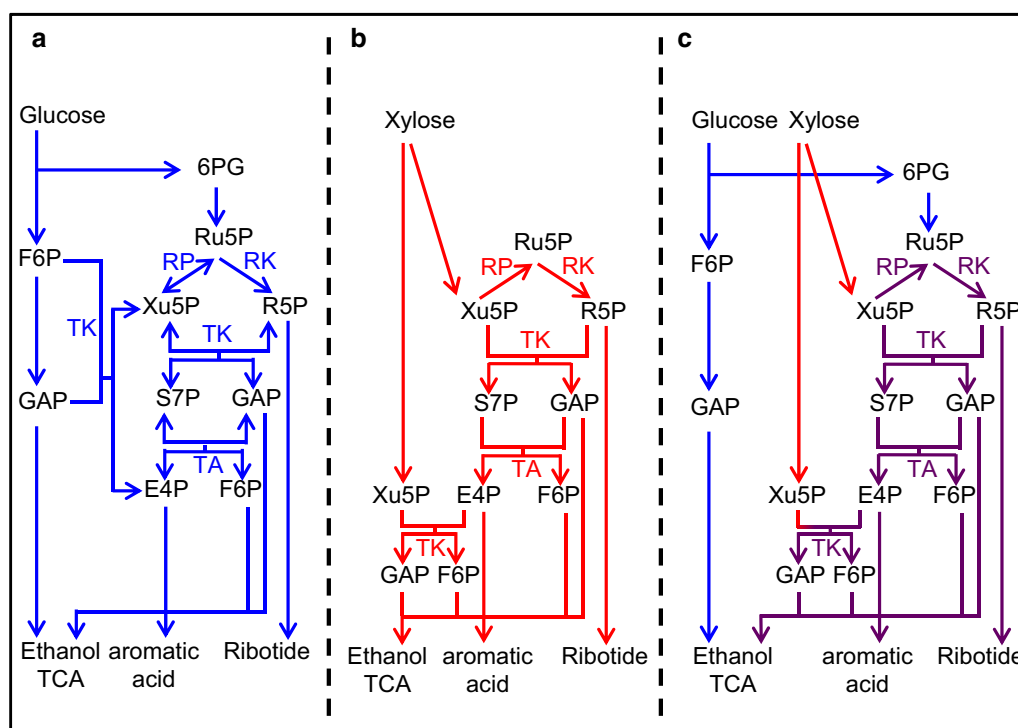 a
Glucose
6PG
Ru5P
F6P
RP
RK
Xu5P
R5P
TK
TK
GAP
S7P
GAP
TA
E4P
F6P
Ethanol
TCA
aromatic
acid
Ribotide
b
Xylose
Ru5P
RP
RK
Xu5P
R5P
TK
S7P
GAP
TA
Xu5P
E4P
F6P
TK
GAP
F6P
Ethanol
TCA
aromatic
acid
Ribotide
c
Glucose
Xylose
6PG
Ru5P
F6P
RP
RK
Xu5P
R5P
TK
GAP
S7P
GAP
TA
Xu5P
E4P
F6P
TK
GAP
F6P
Ethanol
TCA
aromatic
acid
Ribotide